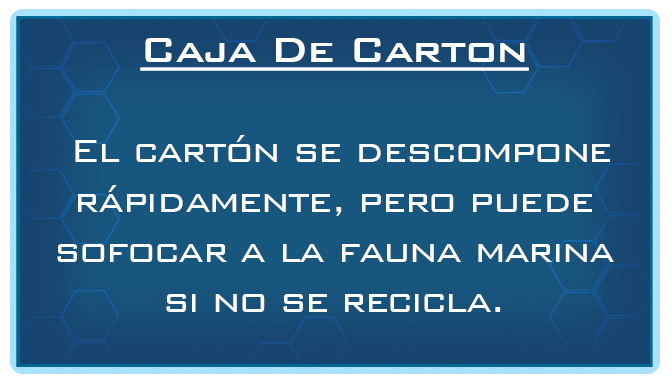 Caja De Carton
El cartón se descompone
rápidamente, pero puede
sofocar a la fauna marina
si no se recicla.